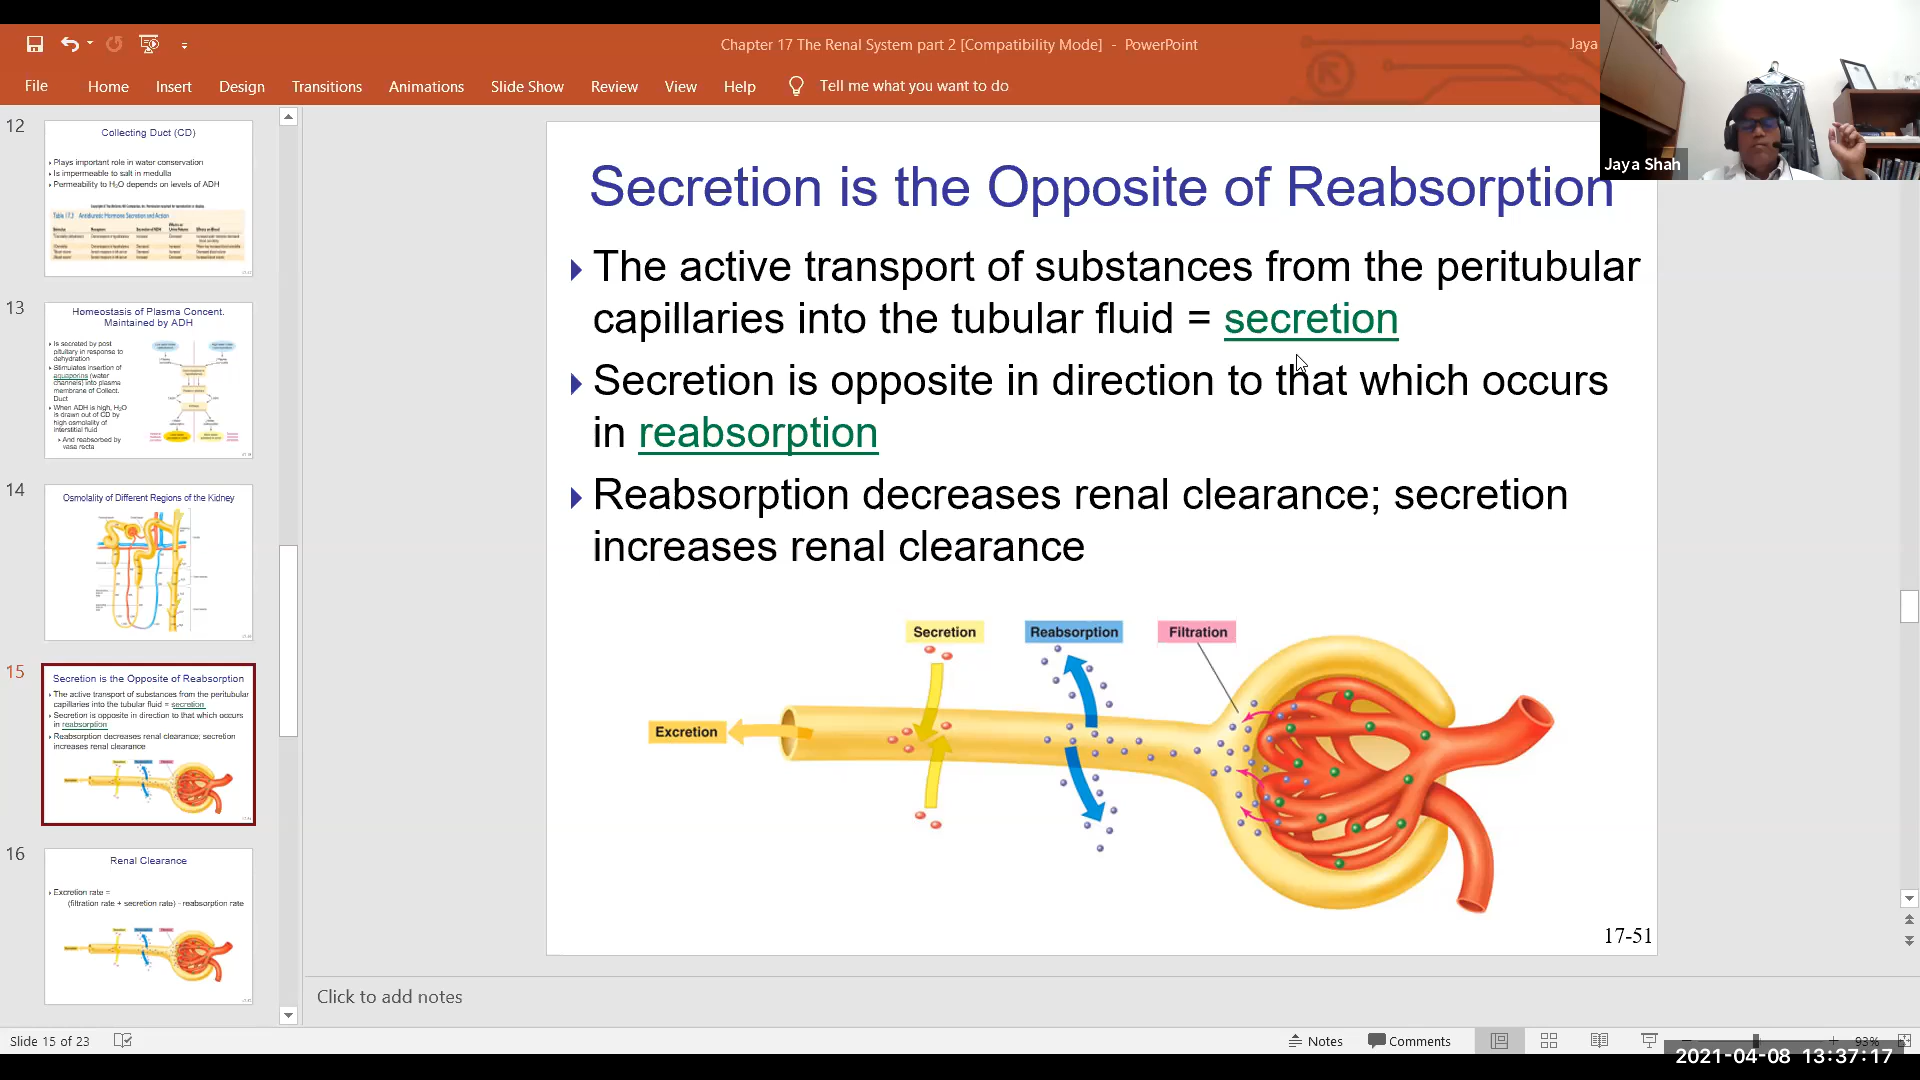 Chapter 17 The Renal System part 2 [Compatibility Mode] - PowerPoint
Jaya
File Home Insert Design Transitions Animations Slide Show Review View Help Tell me what you want to do
Jaya Shah
12
Collecting Duct (CD)
Plays important role in water conservation
Is impermeable to salt in medulla
Permeability to H2O depends on levels of ADH
Table 17.3 Antidiuretic Hormone Secretion and Action
13
Homeostasis of Plasma Concent.
Maintained by ADH
Is secreted by post
pituitary in response to
dehydration
Stimulates insertion of
aquaporins (water
channels) into plasma
membrane of Collect.
Duct
When ADH is high, H2O
is drawn out of CD by
high osmolality of
interstitial fluid
And reabsorbed by
vasa recta
14
Osmolality of Different Regions of the Kidney
15
Secretion is the Opposite of Reabsorption
The active transport of substances from the peritubular
capillaries into the tubular fluid = secretion
Secretion is opposite in direction to that which occurs
in reabsorption
Reabsorption decreases renal clearance; secretion
increases renal clearance
16
Renal Clearance
Excretion rate =
(filtration rate + secretion rate) - reabsorption rate
Secretion is the Opposite of Reabsorption
The active transport of substances from the peritubular
capillaries into the tubular fluid = secretion
Secretion is opposite in direction to that which occurs
in reabsorption
Reabsorption decreases renal clearance; secretion
increases renal clearance
Secretion Reabsorption Filtration
Excretion
17-51
Click to add notes
Slide 15 of 23
Notes Comments
93%
2021-04-08 13:37:17